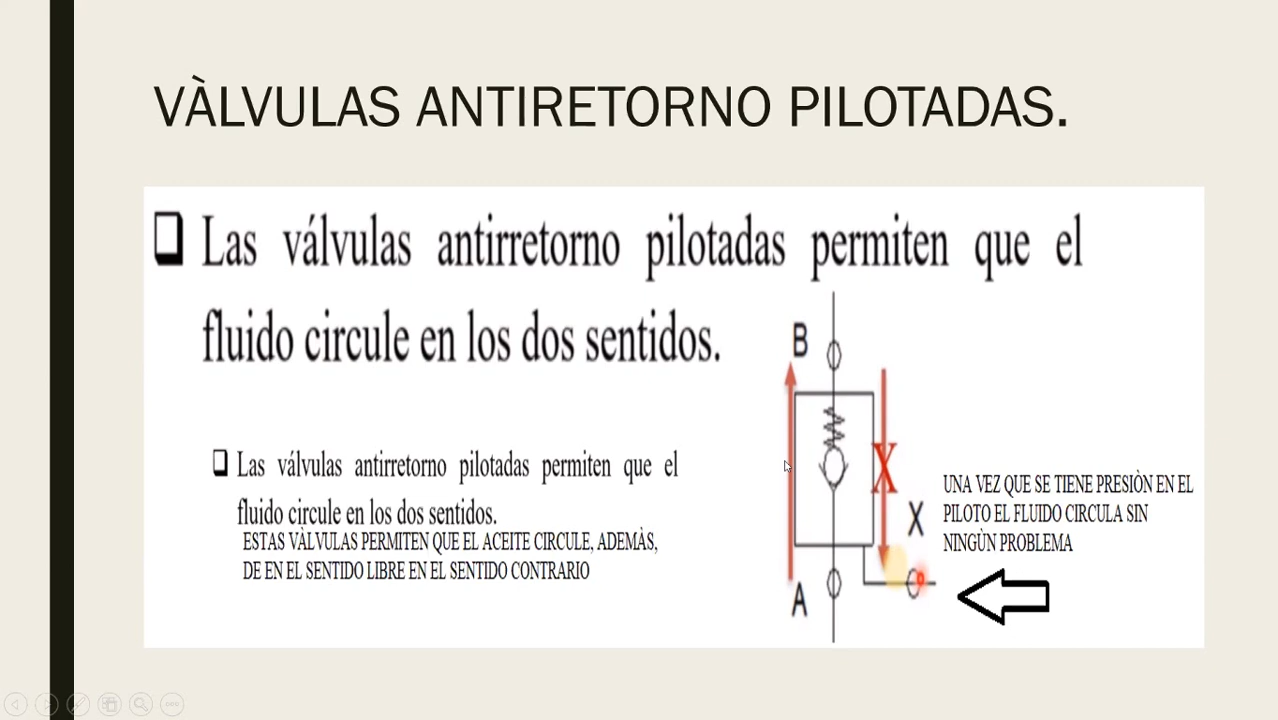 VÀLVULAS ANTIRETORNO PILOTADAS.
❑ Las válvulas antirretorno pilotadas permiten que el
fluido circule en los dos sentidos.
❑ Las válvulas antirretorno pilotadas permiten que el
fluido circule en los dos sentidos.
ESTAS VÀLVULAS PERMITEN QUE EL ACEITE CIRCULE, ADEMÀS,
DE EN EL SENTIDO LIBRE EN EL SENTIDO CONTRARIO
B
X
X
A
UNA VEZ QUE SE TIENE PRESIÒN EN EL
PILOTO EL FLUIDO CIRCULA SIN
NINGÙN PROBLEMA